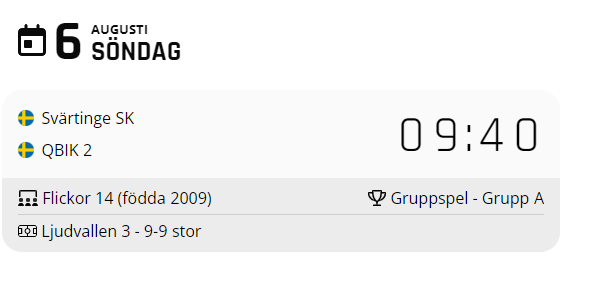 6 AUGUSTI
SÖNDAG
Svärtinge SK
QBIK 2
09:40
Flickor 14 (födda 2009)
Gruppspel - Grupp A
Ljudvallen 3 - 9-9 stor